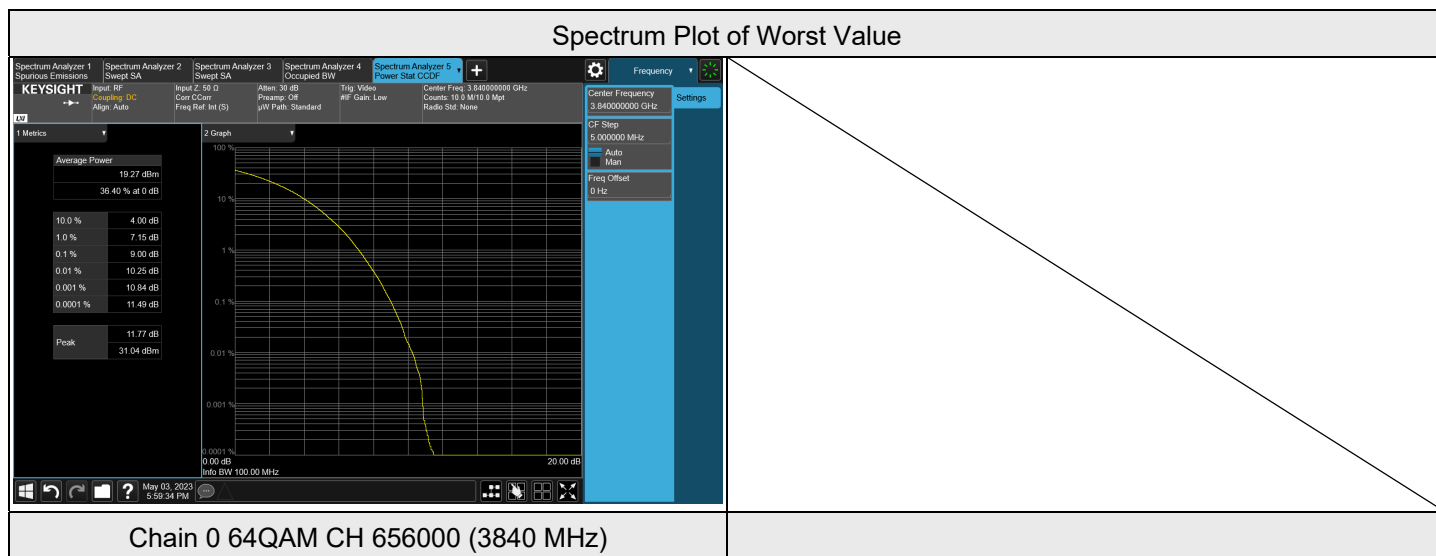 Spectrum Plot of Worst Value
Spectrum Analyzer 1 Spurious Emissions
Spectrum Analyzer 2 Swept SA
Spectrum Analyzer 3 Swept SA
Spectrum Analyzer 4 Occupied BW
Spectrum Analyzer 5 Power Stat CCDF
Frequency
KEYSIGHT
Input: RF
Coupling: DC
Align: Auto
Input Z: 50 Ω
Corr CCorr
Freq Ref: Int (S)
Atten: 30 dB
Preamp: Off
µW Path: Standard
Trig: Video
#IF Gain: Low
Center Freq: 3.840000000 GHz
Counts: 10.0 M/10.0 Mpt
Radio Std: None
LXI
Center Frequency
3.840000000 GHz
Settings
CF Step
5.000000 MHz
Auto
Man
Freq Offset
0 Hz
1 Metrics
Average Power
19.27 dBm
36.40 % at 0 dB
10.0 % 4.00 dB
1.0 % 7.15 dB
0.1 % 9.00 dB
0.01 % 10.25 dB
0.001 % 10.84 dB
0.0001 % 11.49 dB
Peak 11.77 dB
31.04 dBm
2 Graph
100 %
10 %
1 %
0.1 %
0.01 %
0.001 %
0.0001 %
0.00 dB 20.00 dB
Info BW 100.00 MHz
May 03, 2023
5:59:34 PM
Chain 0 64QAM CH 656000 (3840 MHz)